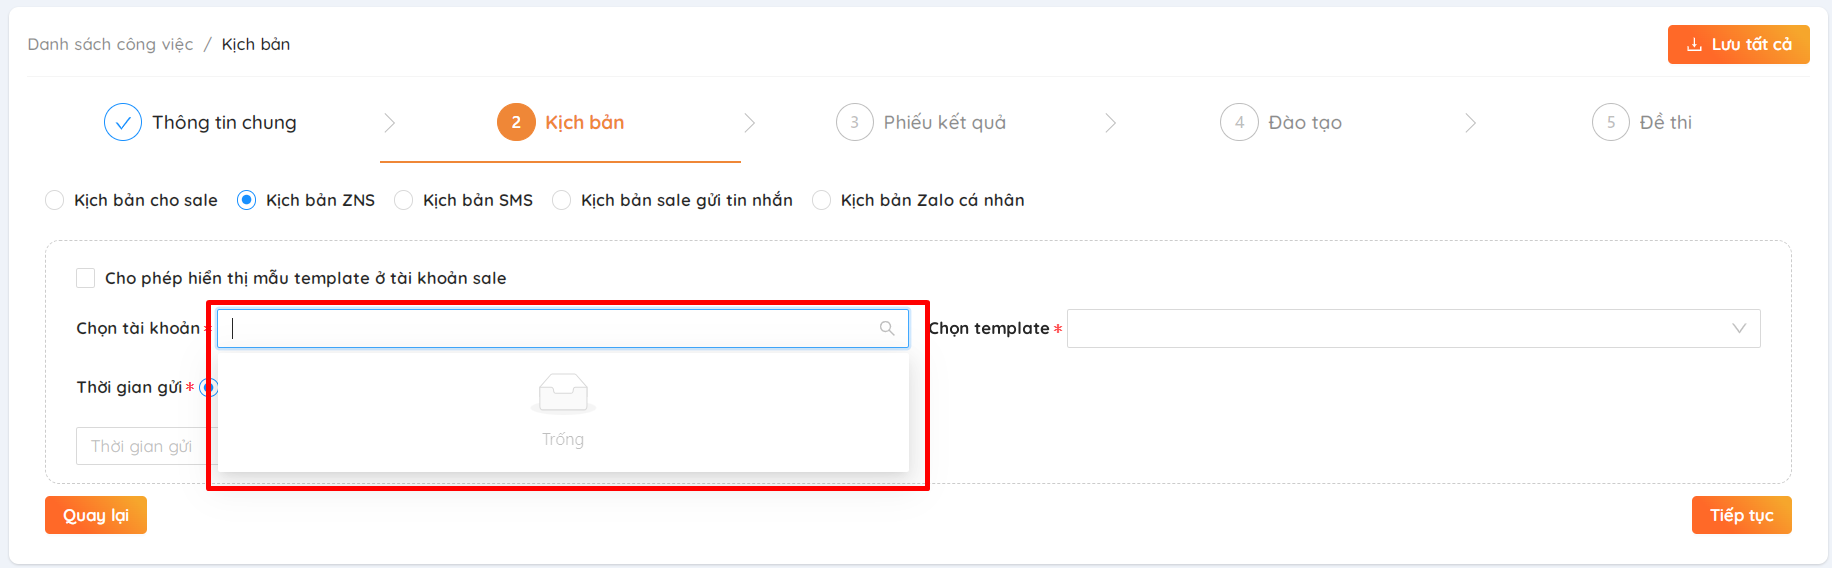 Danh sách công việc / Kịch bản
Lưu tất cả
Thông tin chung
2 Kịch bản
3 Phiếu kết quả
4 Đào tạo
5 Đề thi
Kịch bản cho sale
Kịch bản ZNS
Kịch bản SMS
Kịch bản sale gửi tin nhắn
Kịch bản Zalo cá nhân
Cho phép hiển thị mẫu template ở tài khoản sale
Chọn tài khoản *
Chọn template *
Thời gian gửi *
Trống
Thời gian gửi
Quay lại
Tiếp tục